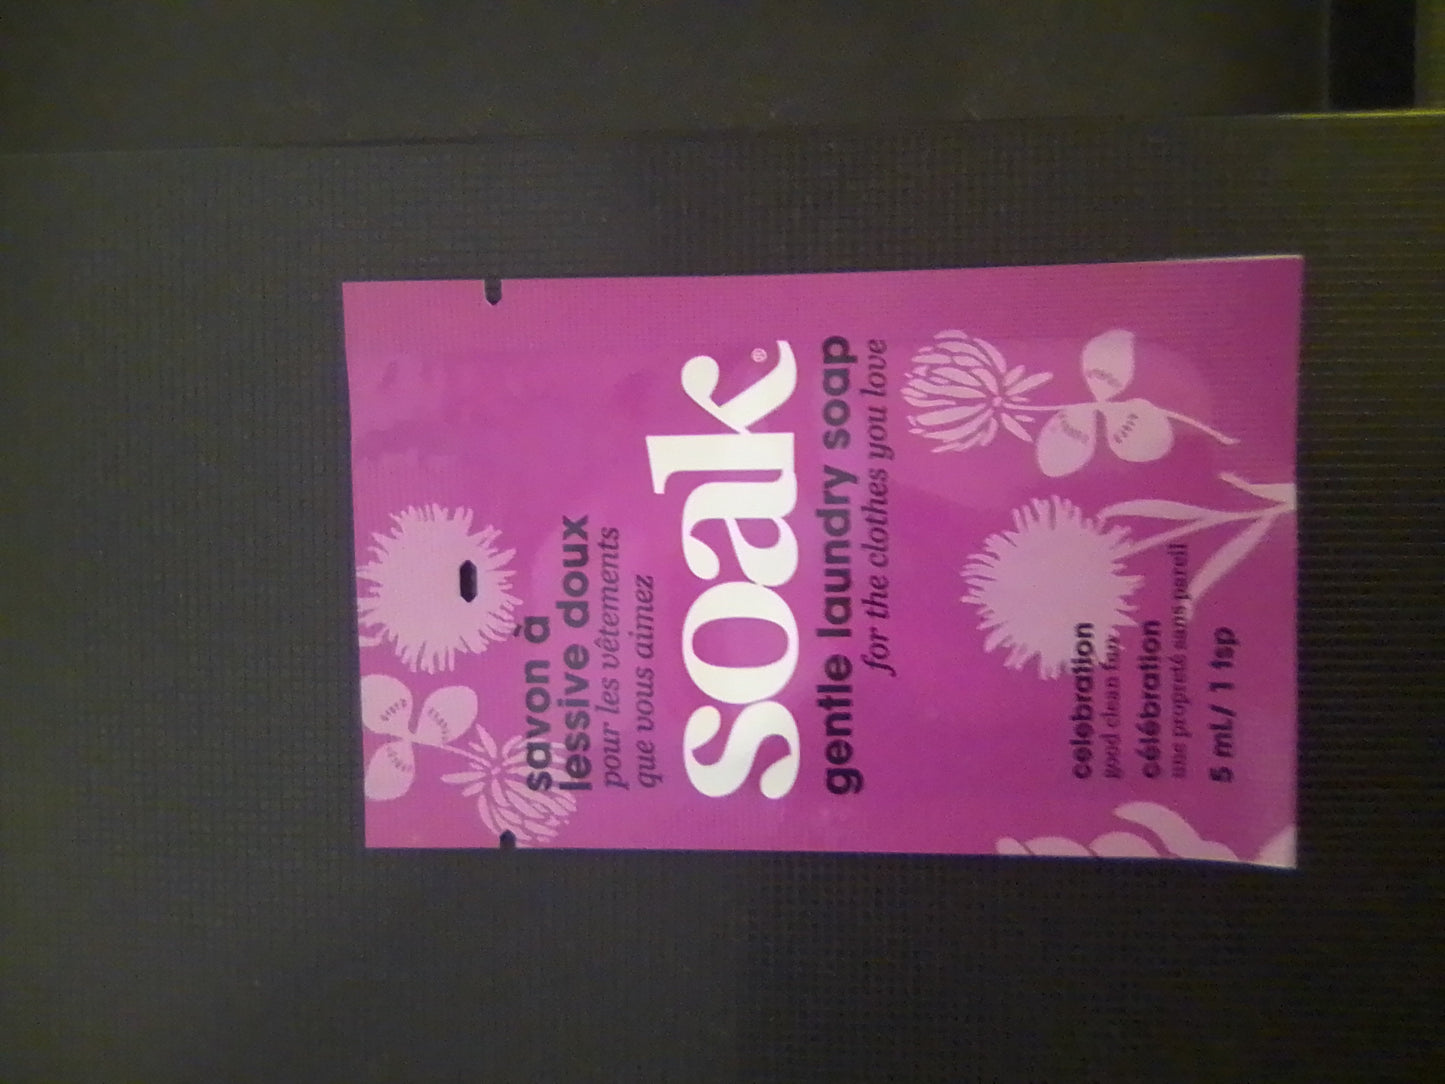 savon à
lessive doux
pour les vêtements
que vous aimez
soak®
gentle laundry soap
for the clothes you love
celebration
good clean fun
célébration
une propreté sans pareil
5 mL/ 1 tsp